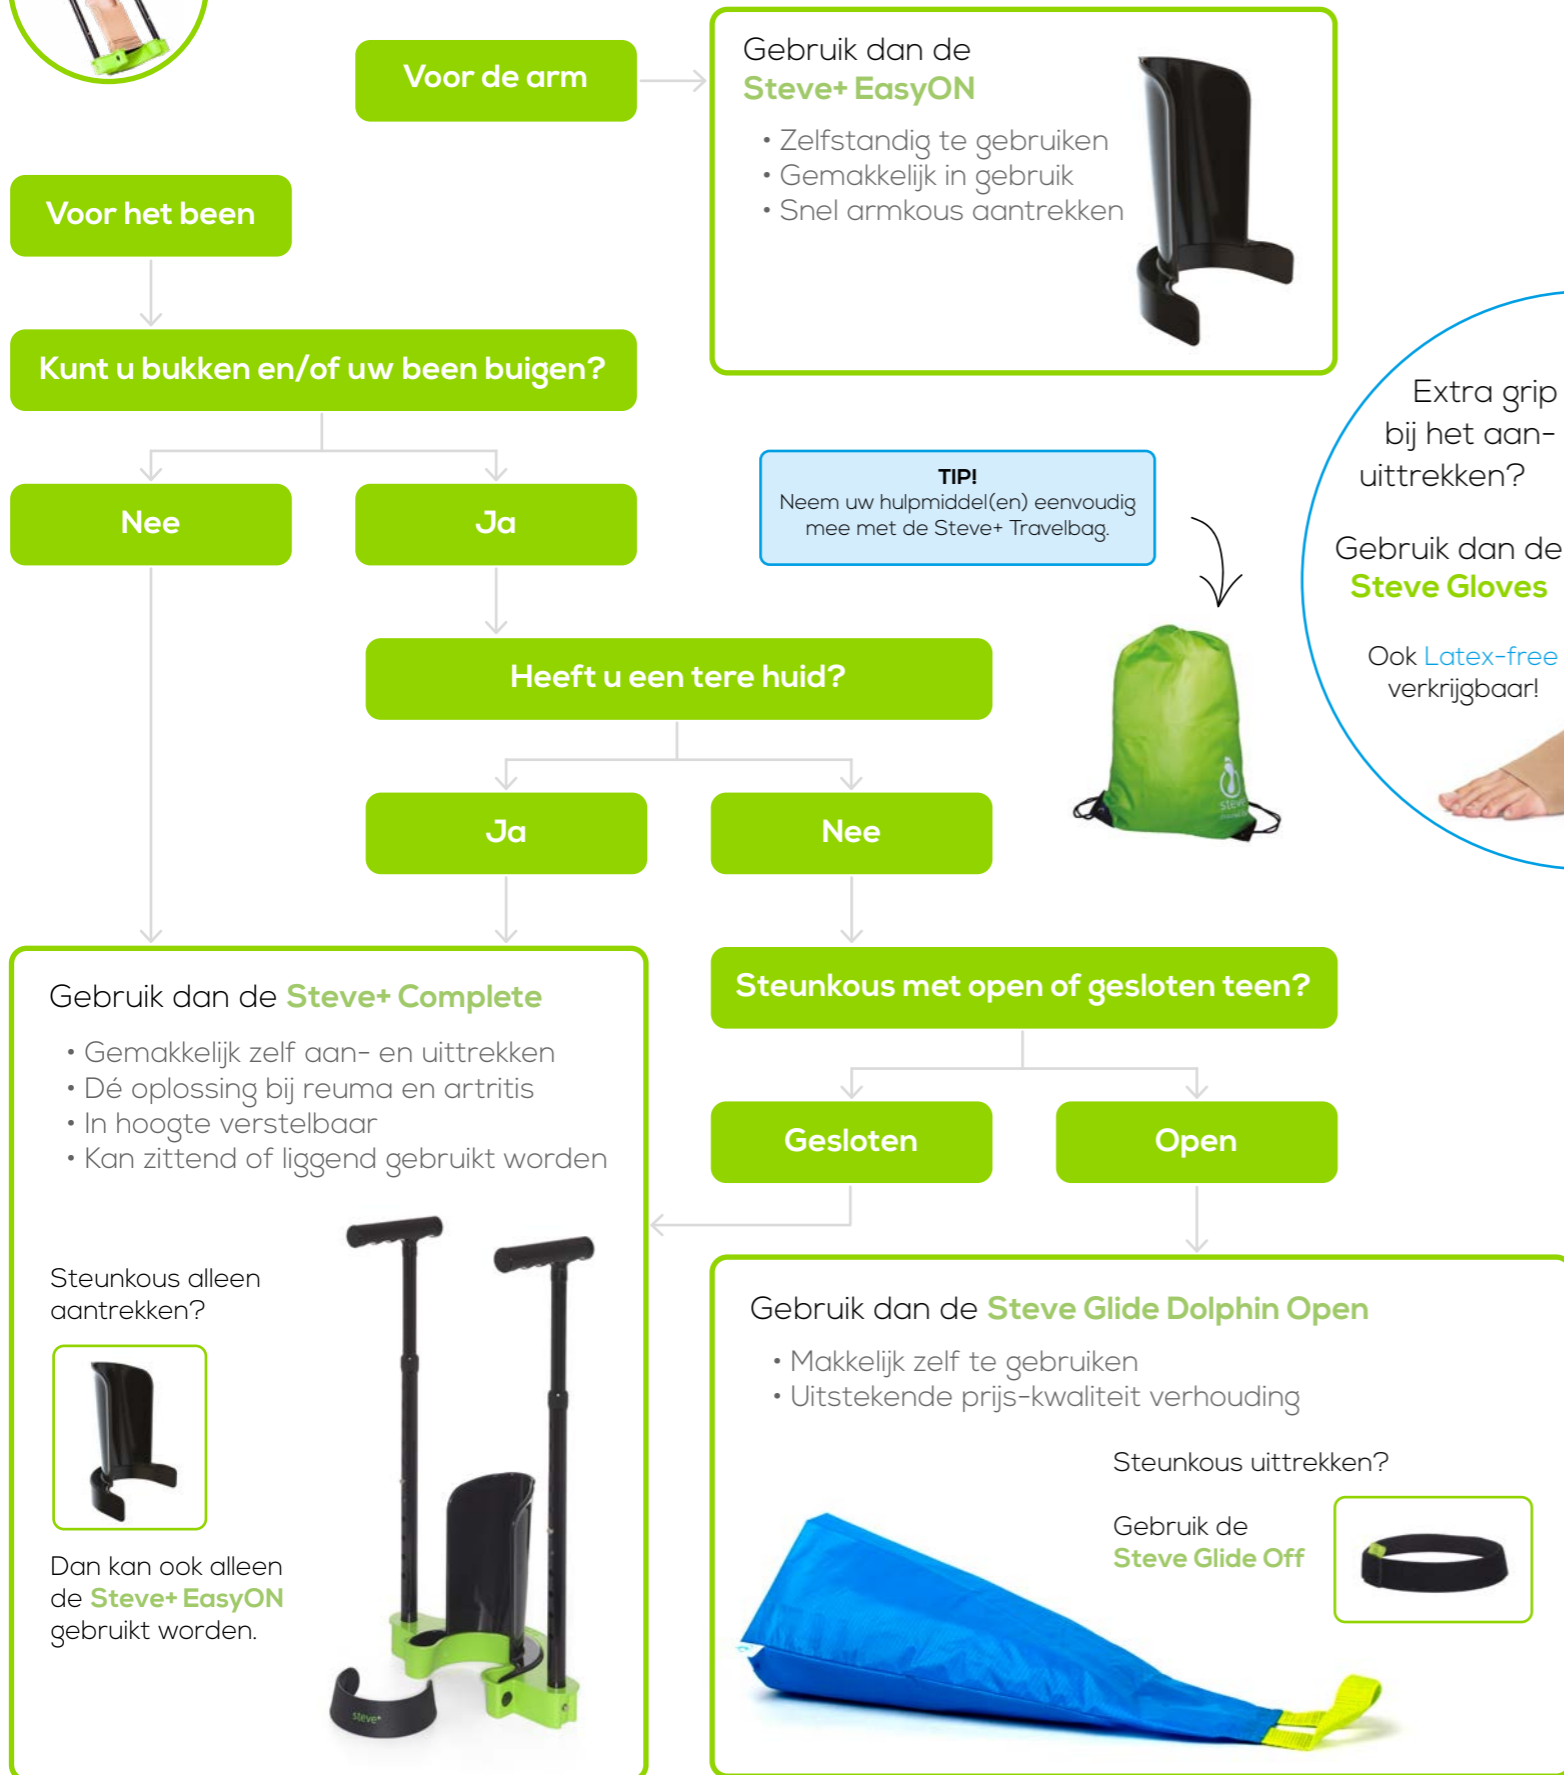 Voor de arm
Gebruik dan de
Steve+ EasyON
• Zelfstandig te gebruiken
• Gemakkelijk in gebruik
• Snel armkous aantrekken
Voor het been
Kunt u bukken en/of uw been buigen?
Nee
Ja
TIP!
Neem uw hulpmiddel(en) eenvoudig
mee met de Steve+ Travelbag.
Extra grip
bij het aan-
uittrekken?
Gebruik dan de
Steve Gloves
Ook Latex-free
verkrijgbaar!
Heeft u een tere huid?
steve
Ja
Nee
Gebruik dan de Steve+ Complete
• Gemakkelijk zelf aan- en uittrekken
• Dé oplossing bij reuma en artritis
• In hoogte verstelbaar
• Kan zittend of liggend gebruikt worden
Steunkous alleen
aantrekken?
Dan kan ook alleen
de Steve+ EasyON
gebruikt worden.
steve+
Steunkous met open of gesloten teen?
Gesloten
Open
Gebruik dan de Steve Glide Dolphin Open
• Makkelijk zelf te gebruiken
• Uitstekende prijs-kwaliteit verhouding
Steunkous uittrekken?
Gebruik de
Steve Glide Off